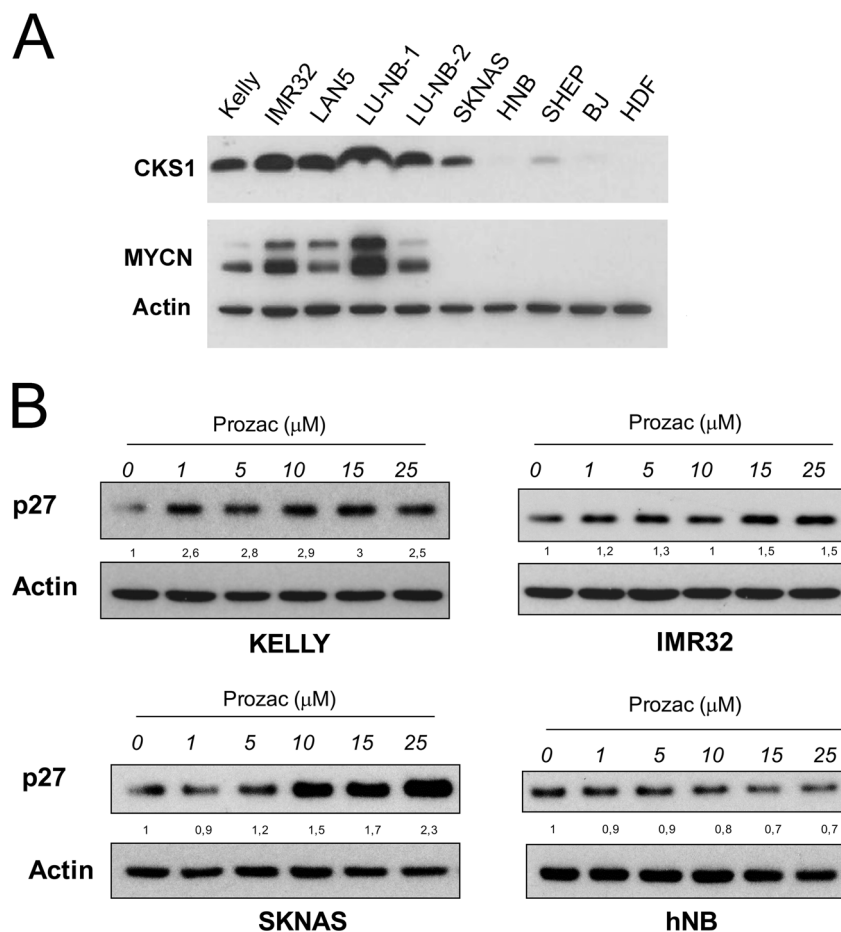 A
Kelly IMR32 LAN5 LU-NB-1 LU-NB-2 SKNAS HNB SHEP BJ HDF
CKS1
MYCN
Actin
B
Prozac (μM)
0 1 5 10 15 25
p27
1 2,6 2,8 2,9 3 2,5
Actin
KELLY
Prozac (μM)
0 1 5 10 15 25
1 1,2 1,3 1 1,5 1,5
IMR32
Prozac (μM)
0 1 5 10 15 25
p27
1 0,9 1,2 1,5 1,7 2,3
Actin
SKNAS
Prozac (μM)
0 1 5 10 15 25
1 0,9 0,9 0,8 0,7 0,7
hNB